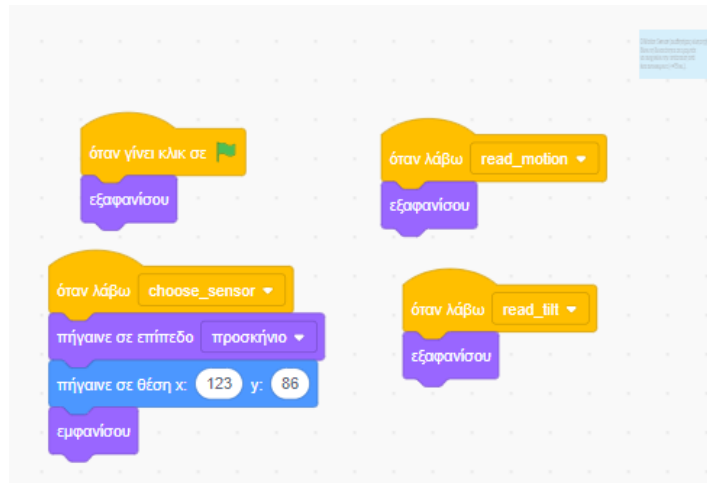 όταν γίνει κλικ σε
εξαφανίσου
όταν λάβω read_motion
εξαφανίσου
όταν λάβω choose_sensor
πήγαινε σε επίπεδο προσκήνιο
πήγαινε σε θέση x: 123 y: 86
εμφανίσου
όταν λάβω read_tilt
εξαφανίσου